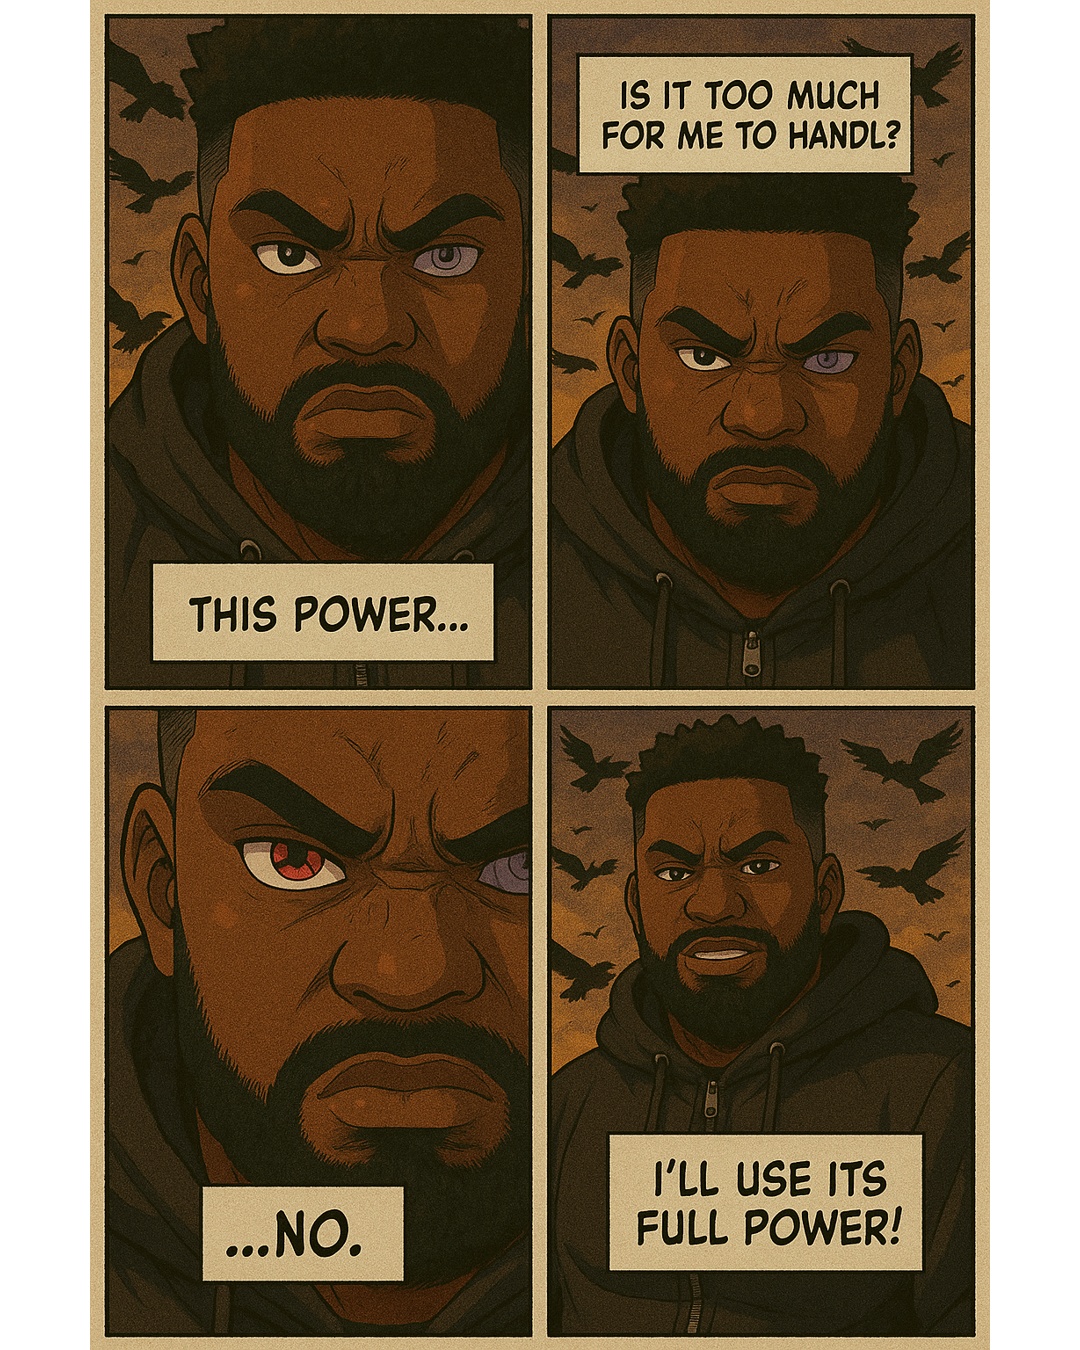 THIS POWER...
IS IT TOO MUCH
FOR ME TO HANDL?
...NO.
I'LL USE ITS
FULL POWER!